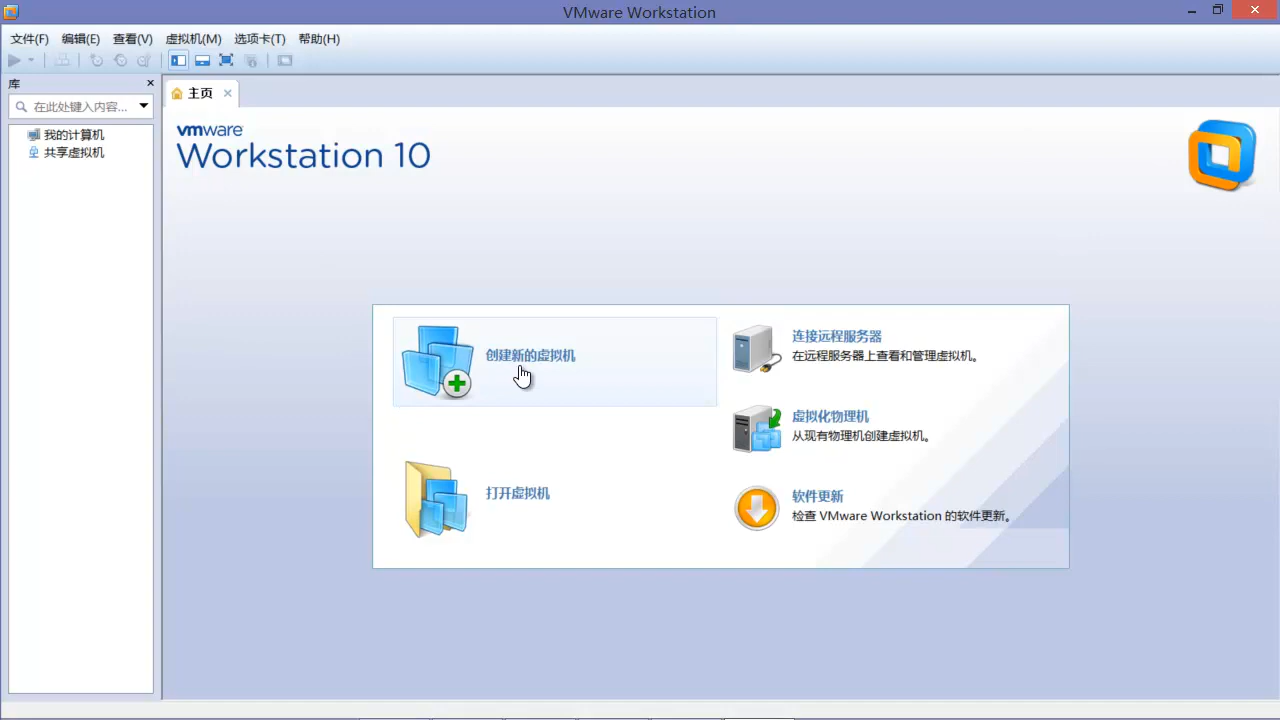 VMware Workstation
文件(F) 编辑(E) 查看(V) 虚拟机(M) 选项卡(T) 帮助(H)
库
在此处键入内容...
我的计算机
共享虚拟机
主页
vmware
Workstation 10
创建新的虚拟机
打开虚拟机
连接远程服务器
在远程服务器上查看和管理虚拟机。
虚拟化物理机
从现有物理机创建虚拟机。
软件更新
检查 VMware Workstation 的软件更新。